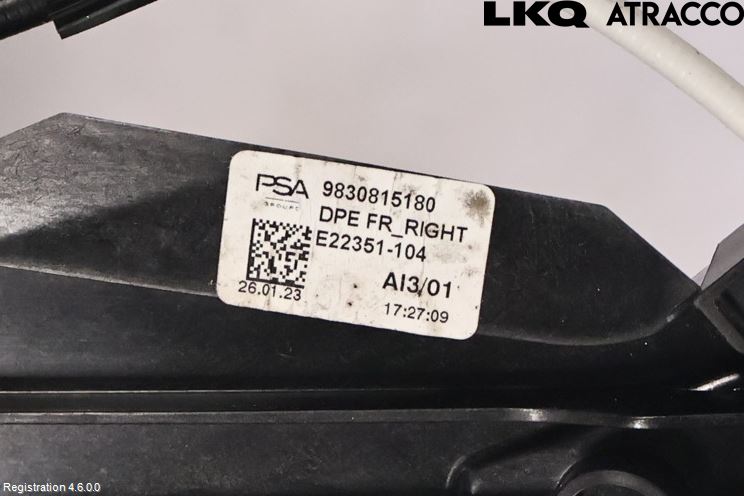 LKQ ATRACCO
PSA 9830815180
GROUPE
DPE FR_RIGHT
E22351-104
26.01.23
AI3/01
17:27:09
Registration 4.6.0.0